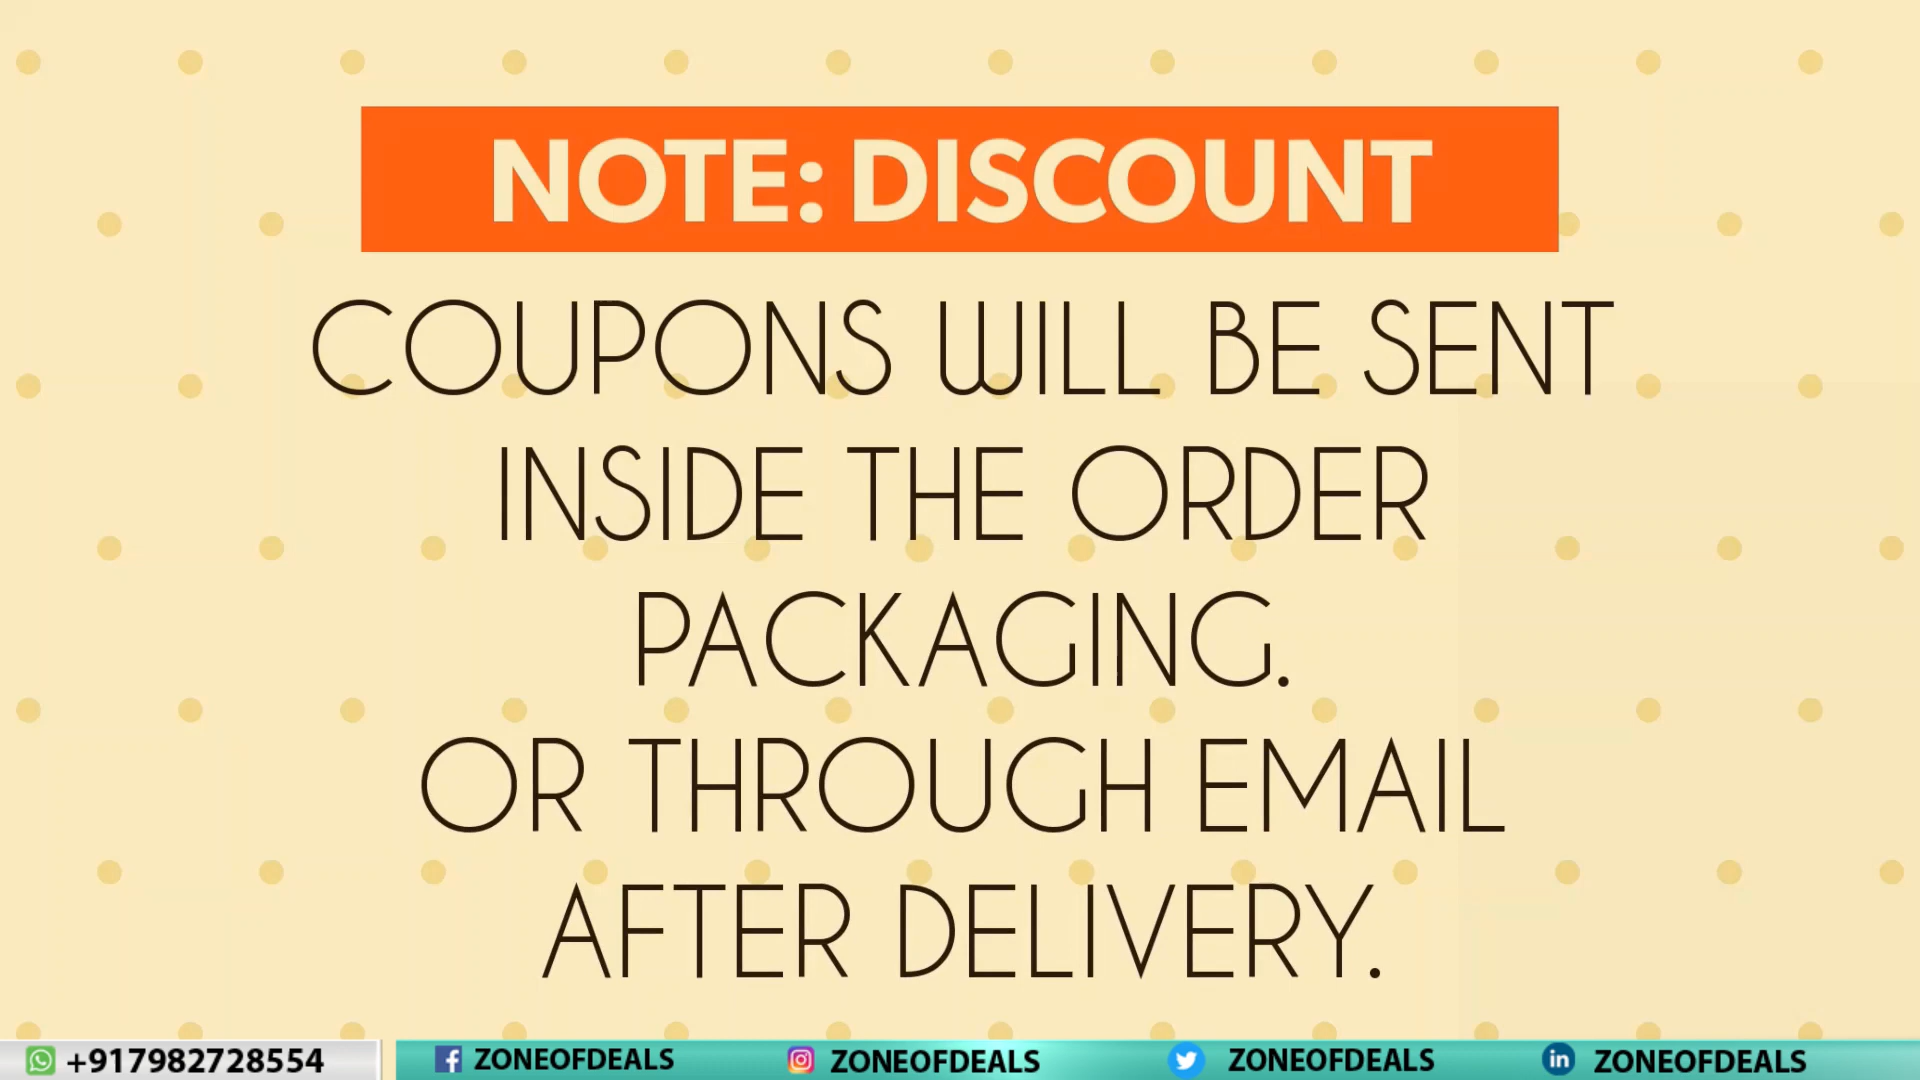 NOTE: DISCOUNT
COUPONS WILL BE SENT
INSIDE THE ORDER
PACKAGING.
OR THROUGH EMAIL
AFTER DELIVERY.
+917982728554 ZONEOFDEALS ZONEOFDEALS ZONEOFDEALS in ZONEOFDEALS